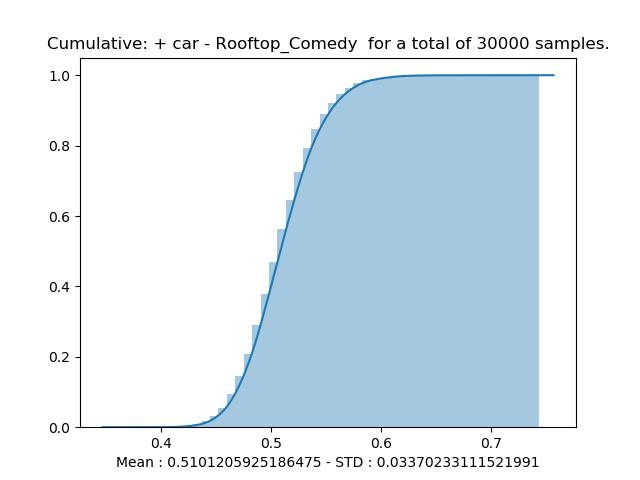 Cumulative: + car - Rooftop_Comedy  for a total of 30000 samples.
1.0
0.8
0.6
0.4
0.2
0.0
0.4 0.5 0.6 0.7
Mean : 0.5101205925186475 - STD : 0.03370233111521991